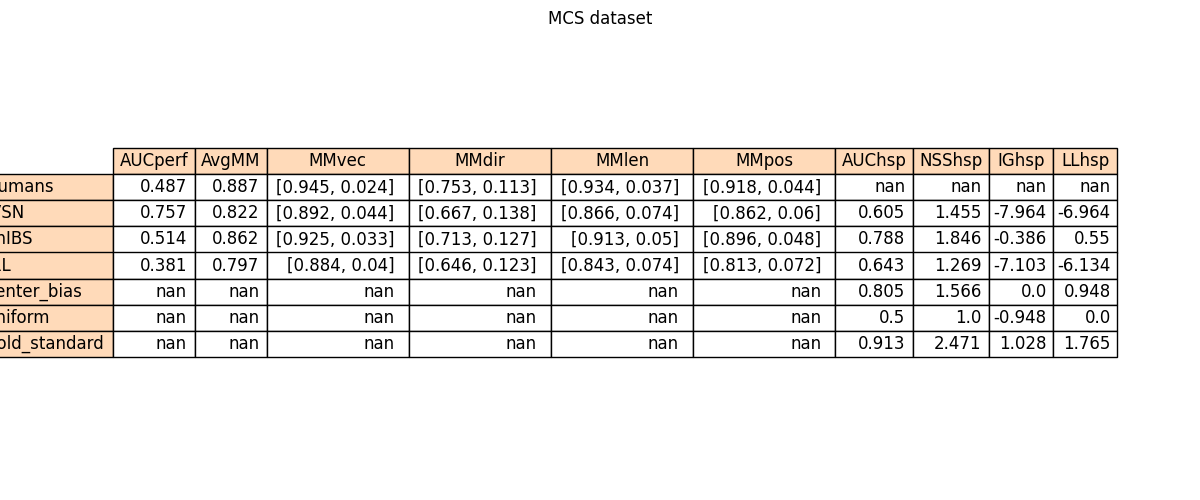 MCS dataset
AUCperf AvgMM MMvec MMdir MMlen MMpos AUChsp NSShsp IGhsp LLhsp
umans 0.487 0.887 [0.945, 0.024] [0.753, 0.113] [0.934, 0.037] [0.918, 0.044] nan nan nan nan
SN 0.757 0.822 [0.892, 0.044] [0.667, 0.138] [0.866, 0.074] [0.862, 0.06] 0.605 1.455 -7.964 -6.964
nIBS 0.514 0.862 [0.925, 0.033] [0.713, 0.127] [0.913, 0.05] [0.896, 0.048] 0.788 1.846 -0.386 0.55
L 0.381 0.797 [0.884, 0.04] [0.646, 0.123] [0.843, 0.074] [0.813, 0.072] 0.643 1.269 -7.103 -6.134
enter_bias nan nan nan nan nan nan 0.805 1.566 0.0 0.948
niform nan nan nan nan nan nan 0.5 1.0 -0.948 0.0
old_standard nan nan nan nan nan nan 0.913 2.471 1.028 1.765